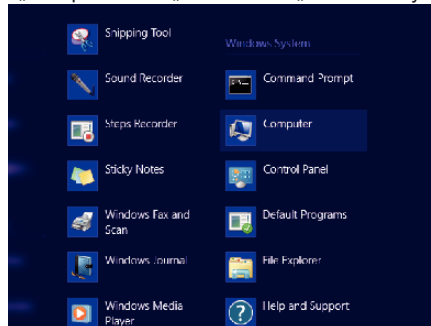 Snipping Tool
Sound Recorder
Steps Recorder
Sticky Notes
Windows Fax and
Scan
Windows Journal
Windows Media
Player
Windows System
Command Prompt
Computer
Control Panel
Default Programs
File Explorer
Help and Support